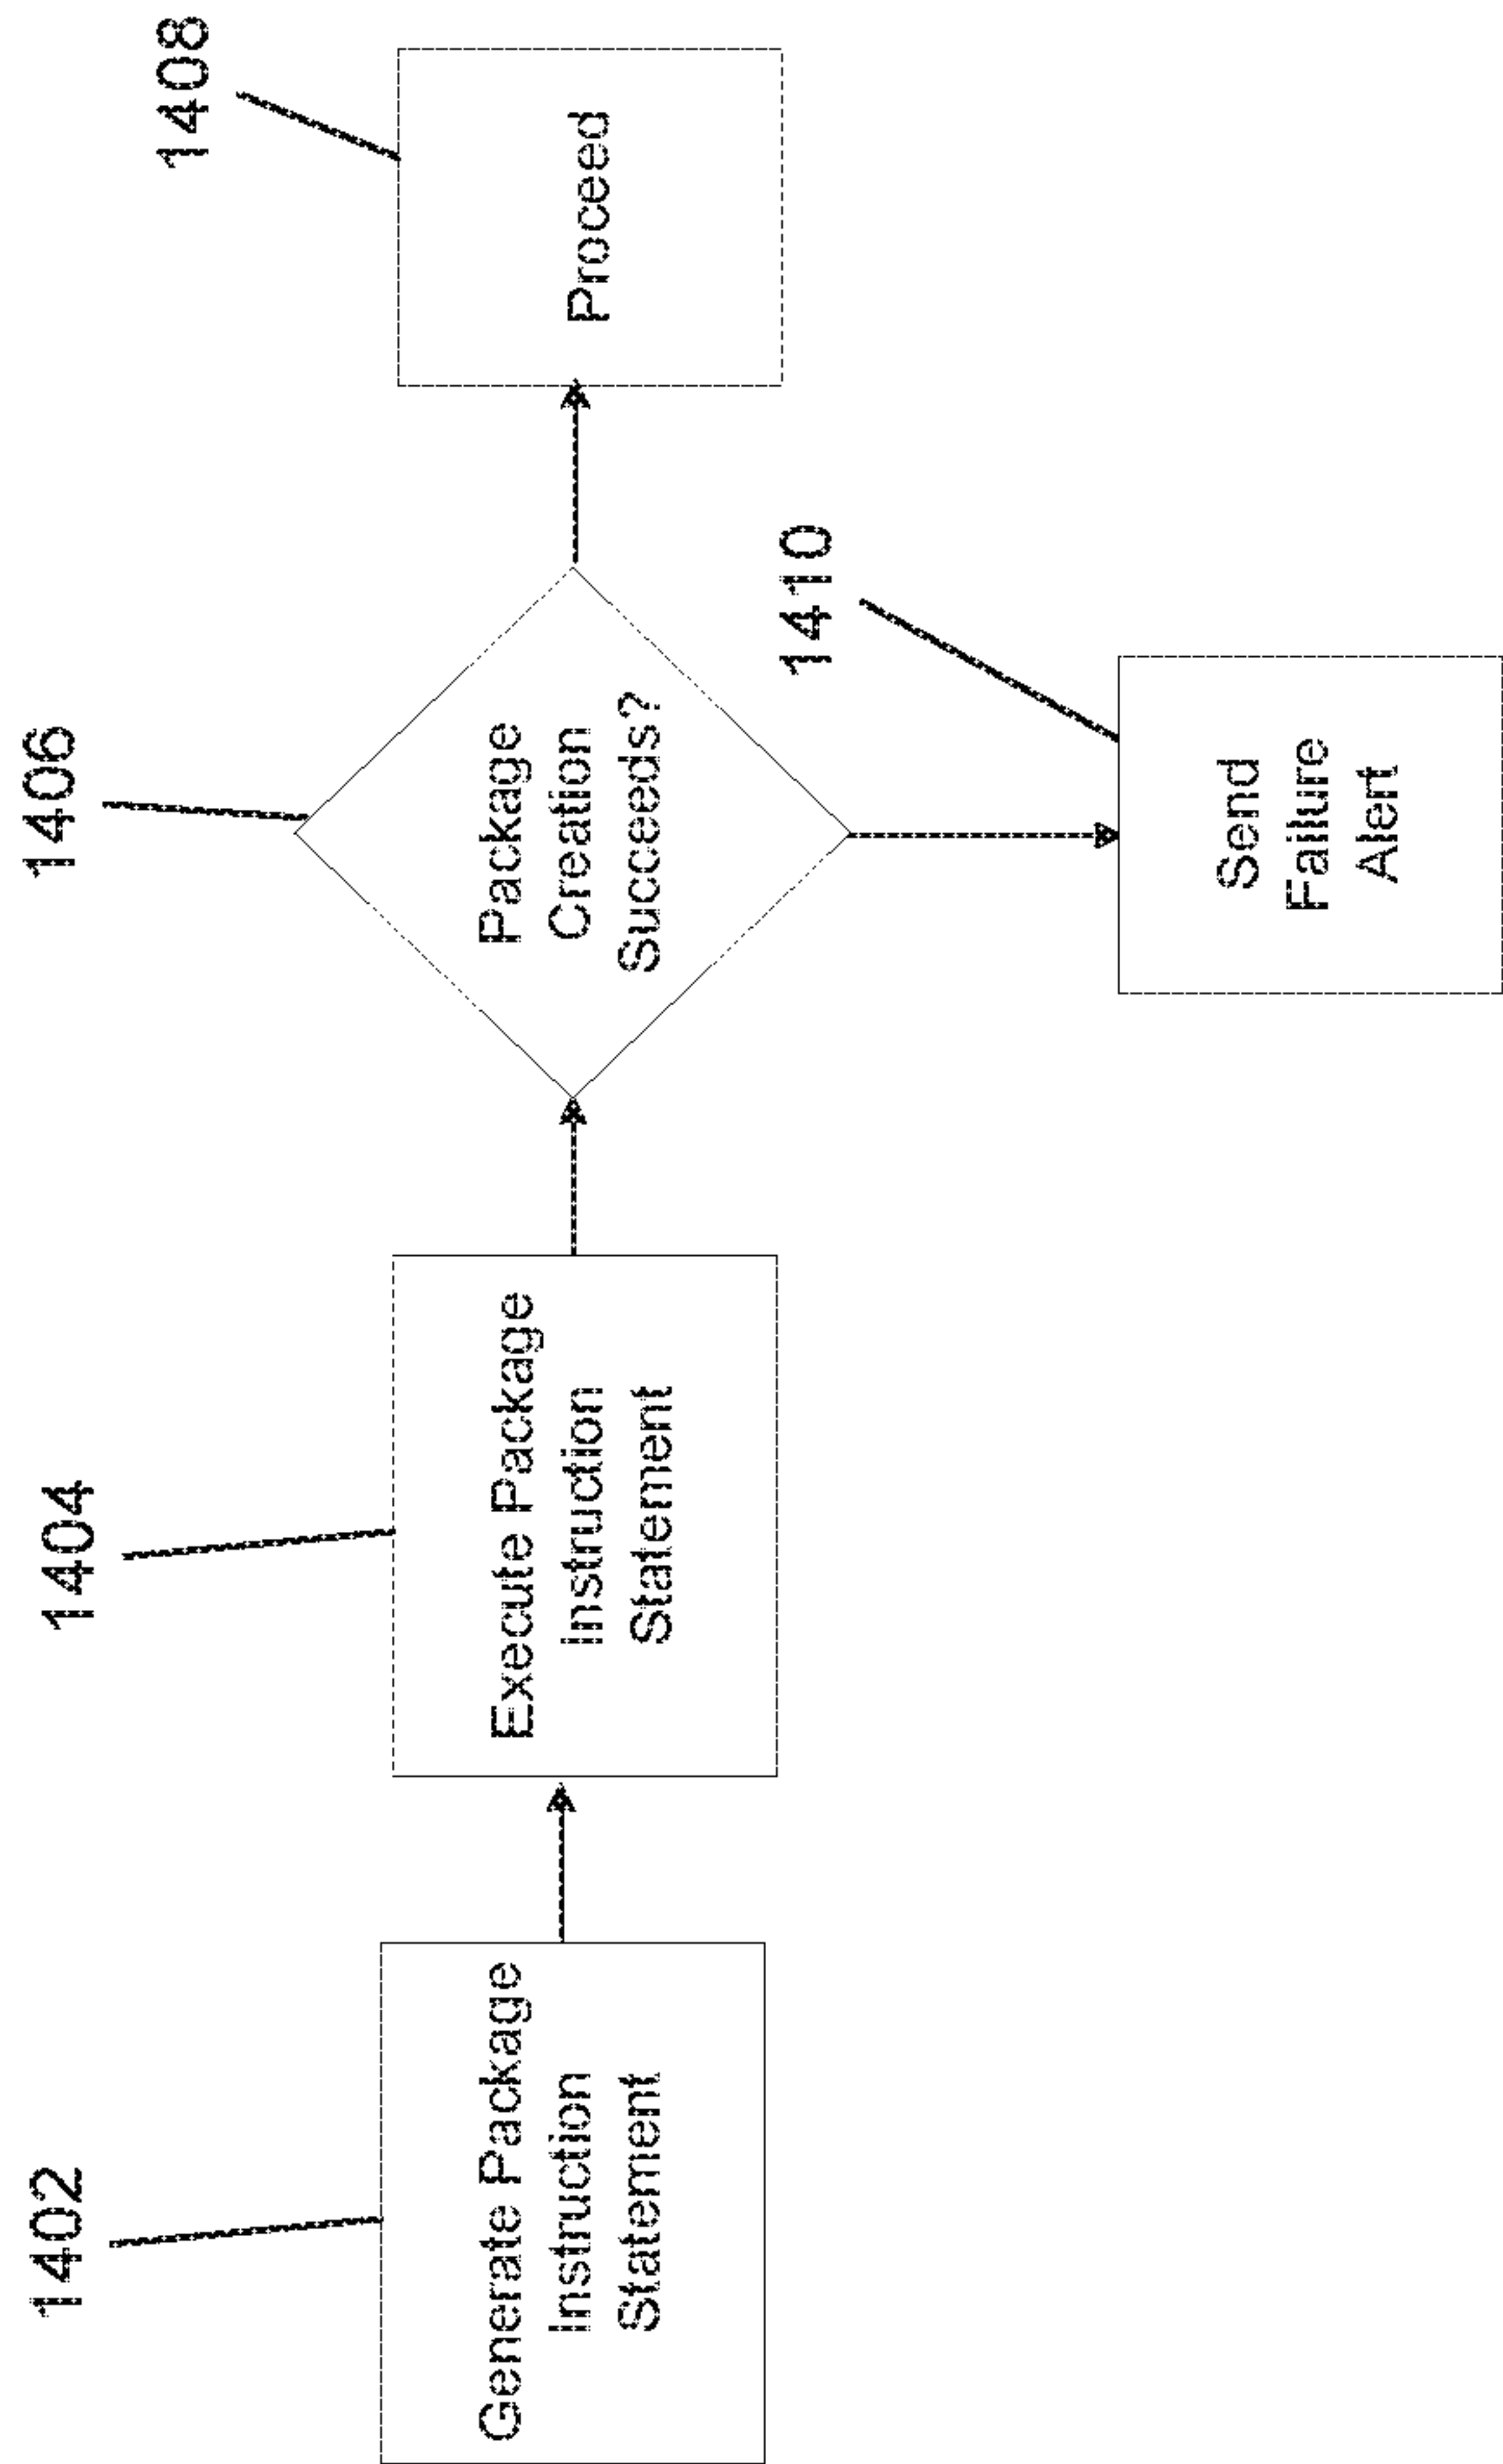 1402
Generate Package
Instruction
Statement
1404
Execute Package
Instruction
Statement
1406
Package
Creation
Succeeds?
1408
Proceed
1410
Send
Failure
Alert